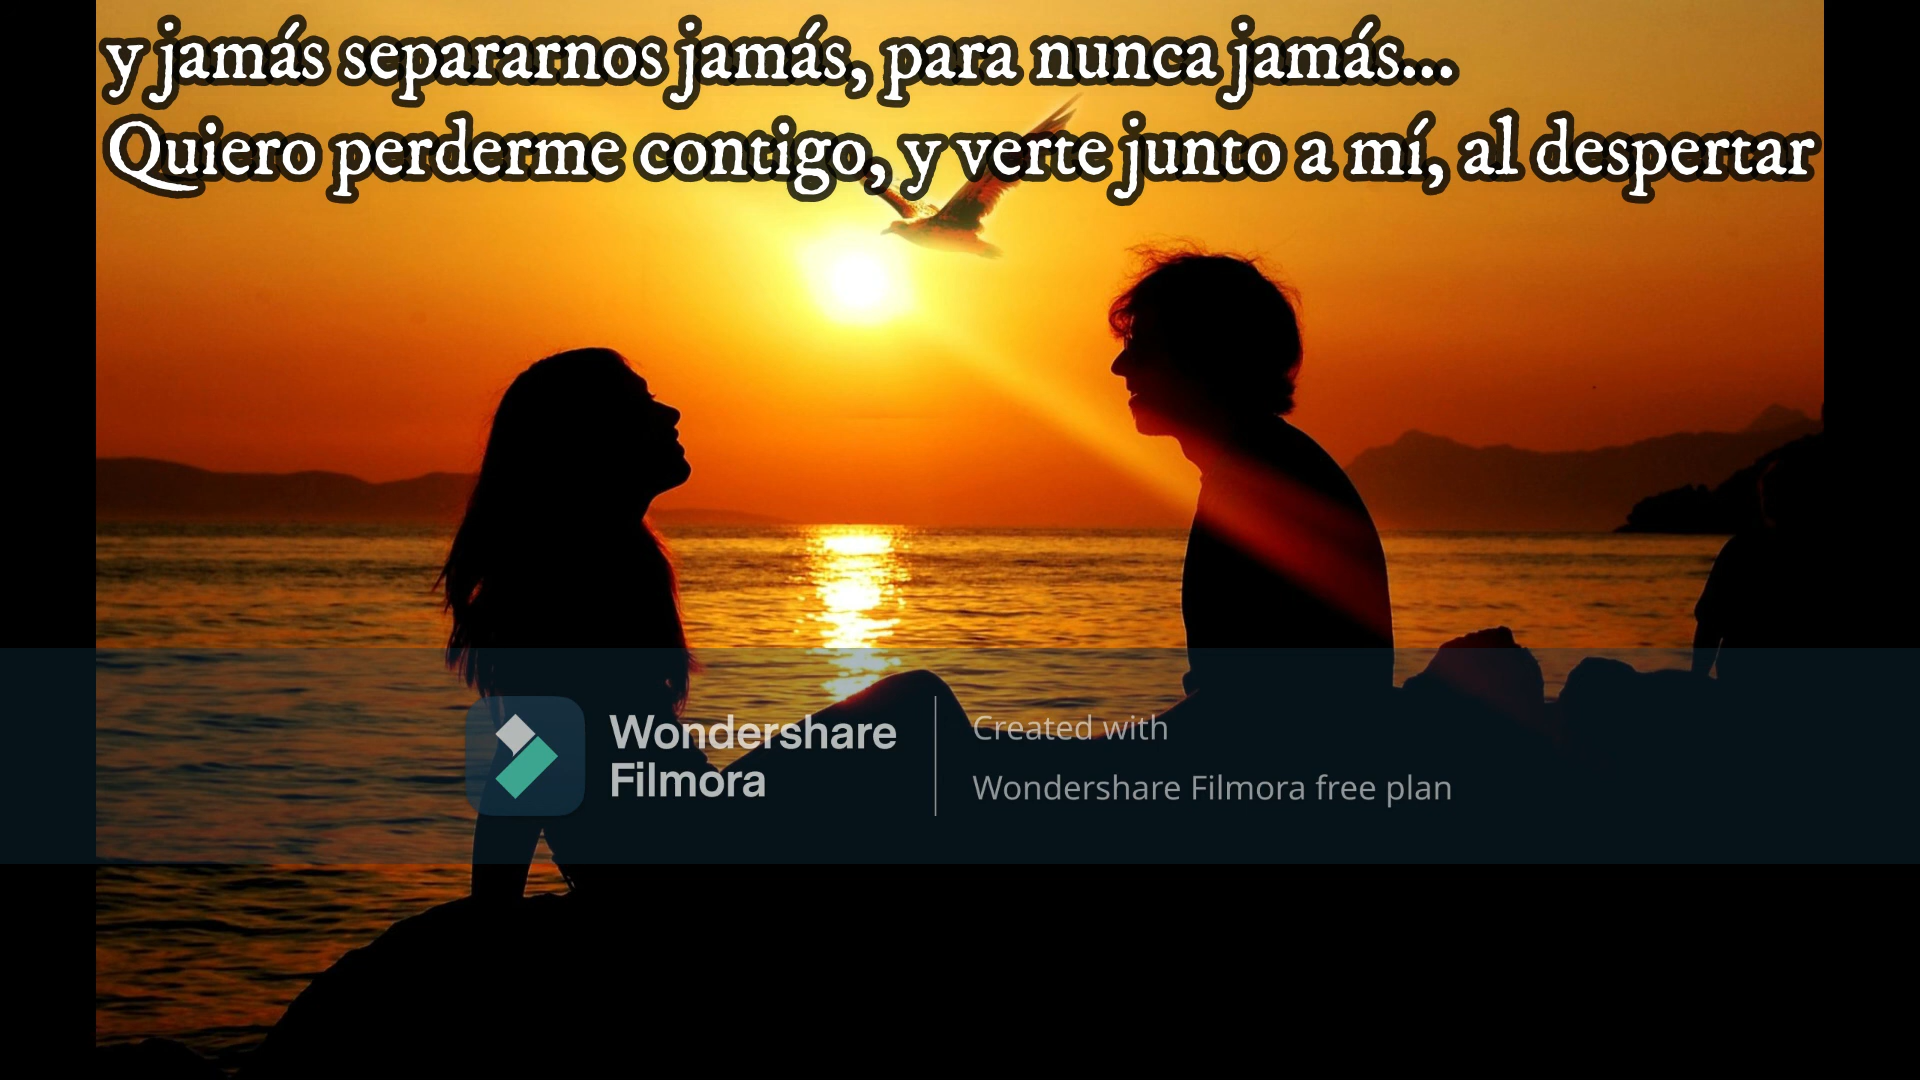 y jamás separarnos jamás, para nunca jamás...
Quiero perderme contigo, y verte junto a mí, al despertar
Wondershare
Filmora
Created with
Wondershare Filmora free plan